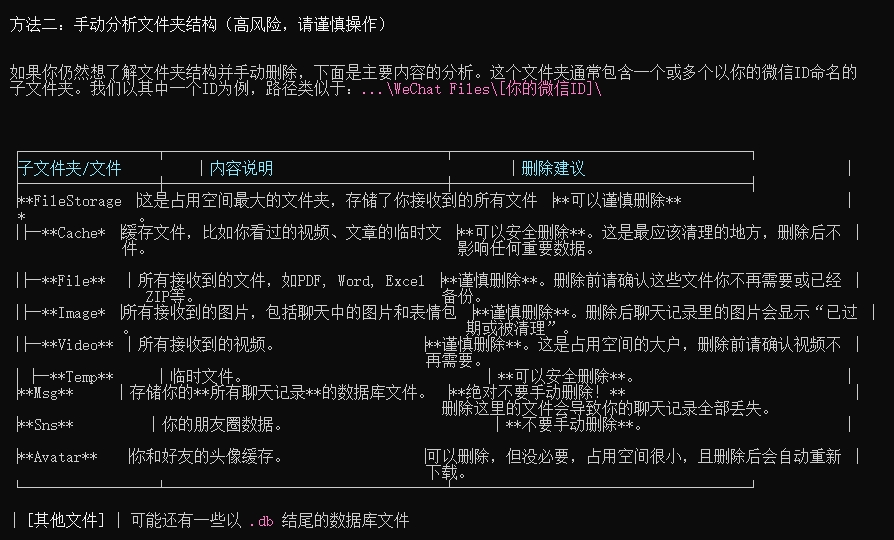 方法二：手动分析文件夹结构（高风险，请谨慎操作）
如果你仍然想了解文件夹结构并手动删除，下面是主要内容的分析。这个文件夹通常包含一个或多个以你的微信ID命名的
子文件夹。我们以其中一个ID为例，路径类似于：...\WeChat Files\[你的微信ID]\
子文件夹/文件 │内容说明 │删除建议 │
├**FileStorage ├这是占用空间最大的文件夹，存储了你接收到的所有文件 ├**可以谨慎删除** │
* 。
│├─**Cache* ├缓存文件，比如你看过的视频、文章的临时文 ├**可以安全删除**。这是最应该清理的地方，删除后不 │
件。 影响任何重要数据。
│├─**File** │所有接收到的文件，如PDF, Word, Excel ├**谨慎删除**。删除前请确认这些文件你不再需要或已经 │
ZIP等。 备份。
│├─**Image* ├所有接收到的图片，包括聊天中的图片和表情包 ├**谨慎删除**。删除后聊天记录里的图片会显示“已过 │
。 期或被清理”。
│├─**Video** │所有接收到的视频。 ├**谨慎删除**。这是占用空间的大户，删除前请确认视频不 │
再需要。
│ ├─**Temp** │临时文件。 │**可以安全删除**。 │
├**Msg** │存储你的**所有聊天记录**的数据库文件。 ├**绝对不要手动删除！** │
删除这里的文件会导致你的聊天记录全部丢失。
├**Sns** │你的朋友圈数据。 │**不要手动删除**。 │
├**Avatar** ├你和好友的头像缓存。 ├可以删除，但没必要，占用空间很小，且删除后会自动重新 │
下载。
| [其他文件] | 可能还有一些以 .db 结尾的数据库文件